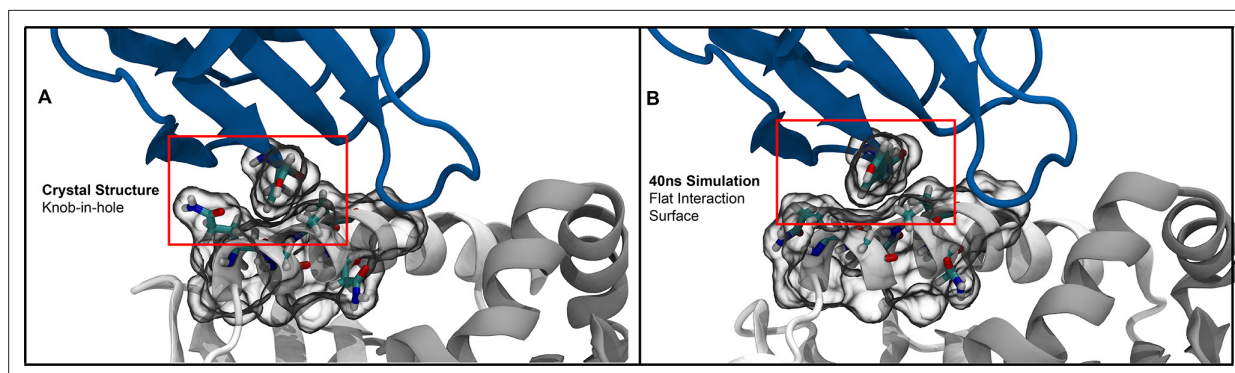 A
Crystal Structure
Knob-in-hole
B
40ns Simulation
Flat Interaction
Surface